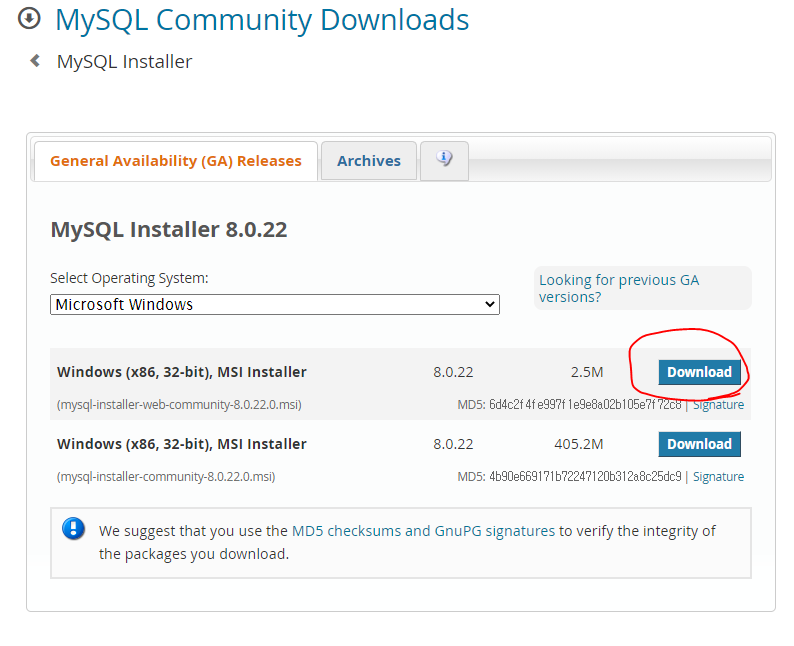 MySQL Community Downloads
MySQL Installer
General Availability (GA) Releases
Archives
MySQL Installer 8.0.22
Select Operating System:
Microsoft Windows
Looking for previous GA
versions?
Windows (x86, 32-bit), MSI Installer 8.0.22 2.5M Download
(mysql-installer-web-community-8.0.22.0.msi) MD5: 6d4c2f4fe997f1e9e8a02b105e7f72c8 | Signature
Windows (x86, 32-bit), MSI Installer 8.0.22 405.2M Download
(mysql-installer-community-8.0.22.0.msi) MD5: 4b90e669171b72247120b312a8c25dc9 | Signature
We suggest that you use the MD5 checksums and GnuPG signatures to verify the integrity of
the packages you download.